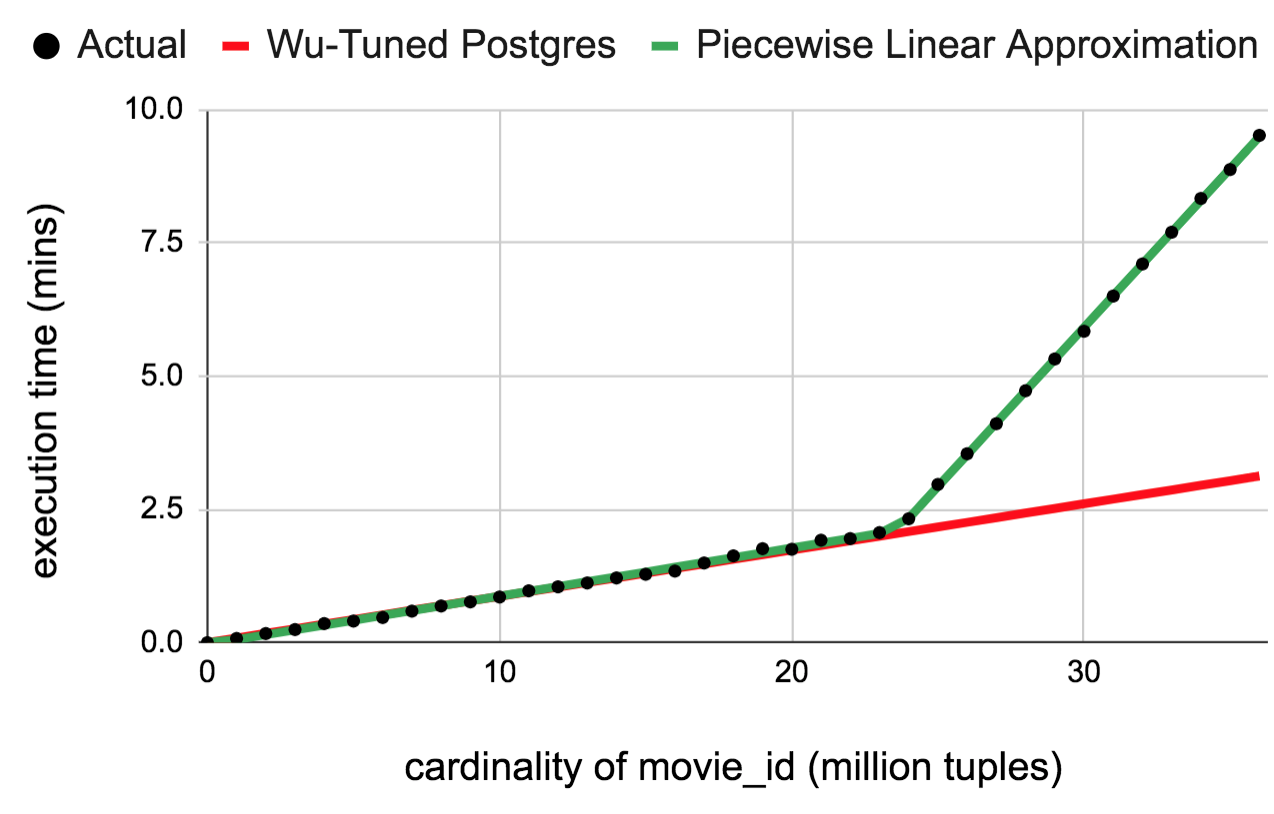 Actual Wu-Tuned Postgres Piecewise Linear Approximation
10.0
7.5
5.0
2.5
0.0
execution time (mins)
0 10 20 30
cardinality of movie_id (million tuples)